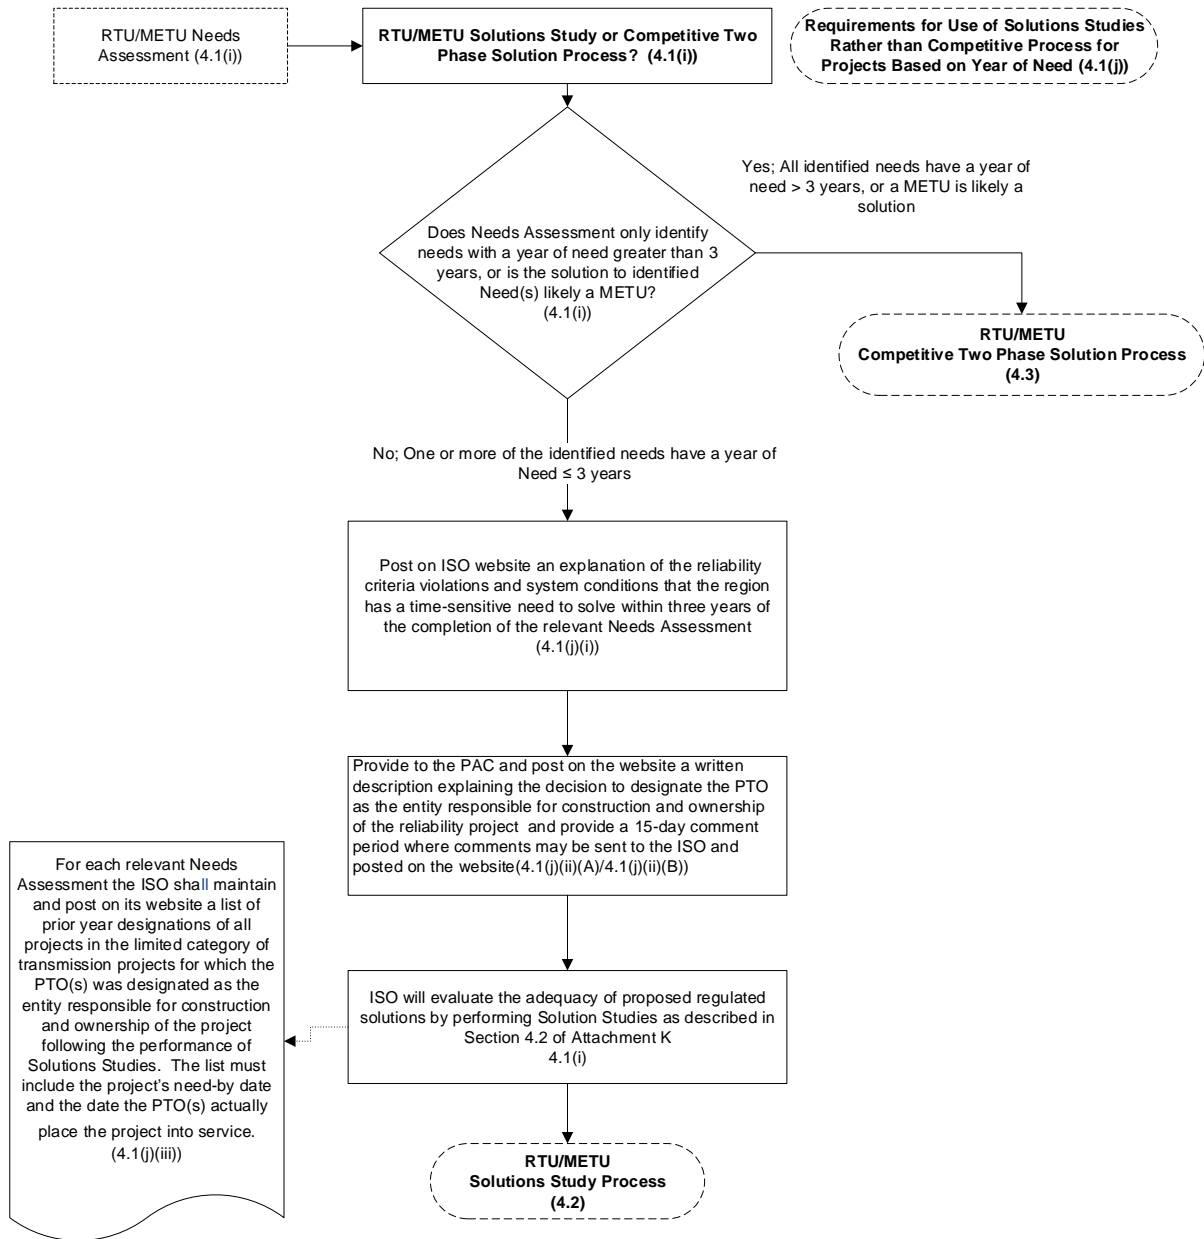 RTU/METU Needs
Assessment (4.1(i))
RTU/METU Solutions Study or Competitive Two
Phase Solution Process?  (4.1(i))
Requirements for Use of Solutions Studies
Rather than Competitive Process for
Projects Based on Year of Need (4.1(j))
Yes; All identified needs have a year of
need > 3 years, or a METU is likely a
solution
Does Needs Assessment only identify
needs with a year of need greater than 3
years, or is the solution to identified
Need(s) likely a METU?
(4.1(i))
RTU/METU
Competitive Two Phase Solution Process
(4.3)
No; One or more of the identified needs have a year of
Need ≤ 3 years
Post on ISO website an explanation of the reliability
criteria violations and system conditions that the region
has a time-sensitive need to solve within three years of
the completion of the relevant Needs Assessment
(4.1(j)(i))
Provide to the PAC and post on the website a written
description explaining the decision to designate the PTO
as the entity responsible for construction and ownership
of the reliability project  and provide a 15-day comment
period where comments may be sent to the ISO and
posted on the website(4.1(j)(ii)(A)/4.1(j)(ii)(B))
For each relevant Needs
Assessment the ISO shall maintain
and post on its website a list of
prior year designations of all
projects in the limited category of
transmission projects for which the
PTO(s) was designated as the
entity responsible for construction
and ownership of the project
following the performance of
Solutions Studies.  The list must
include the project's need-by date
and the date the PTO(s) actually
place the project into service.
(4.1(j)(iii))
ISO will evaluate the adequacy of proposed regulated
solutions by performing Solution Studies as described in
Section 4.2 of Attachment K
4.1(i)
RTU/METU
Solutions Study Process
(4.2)